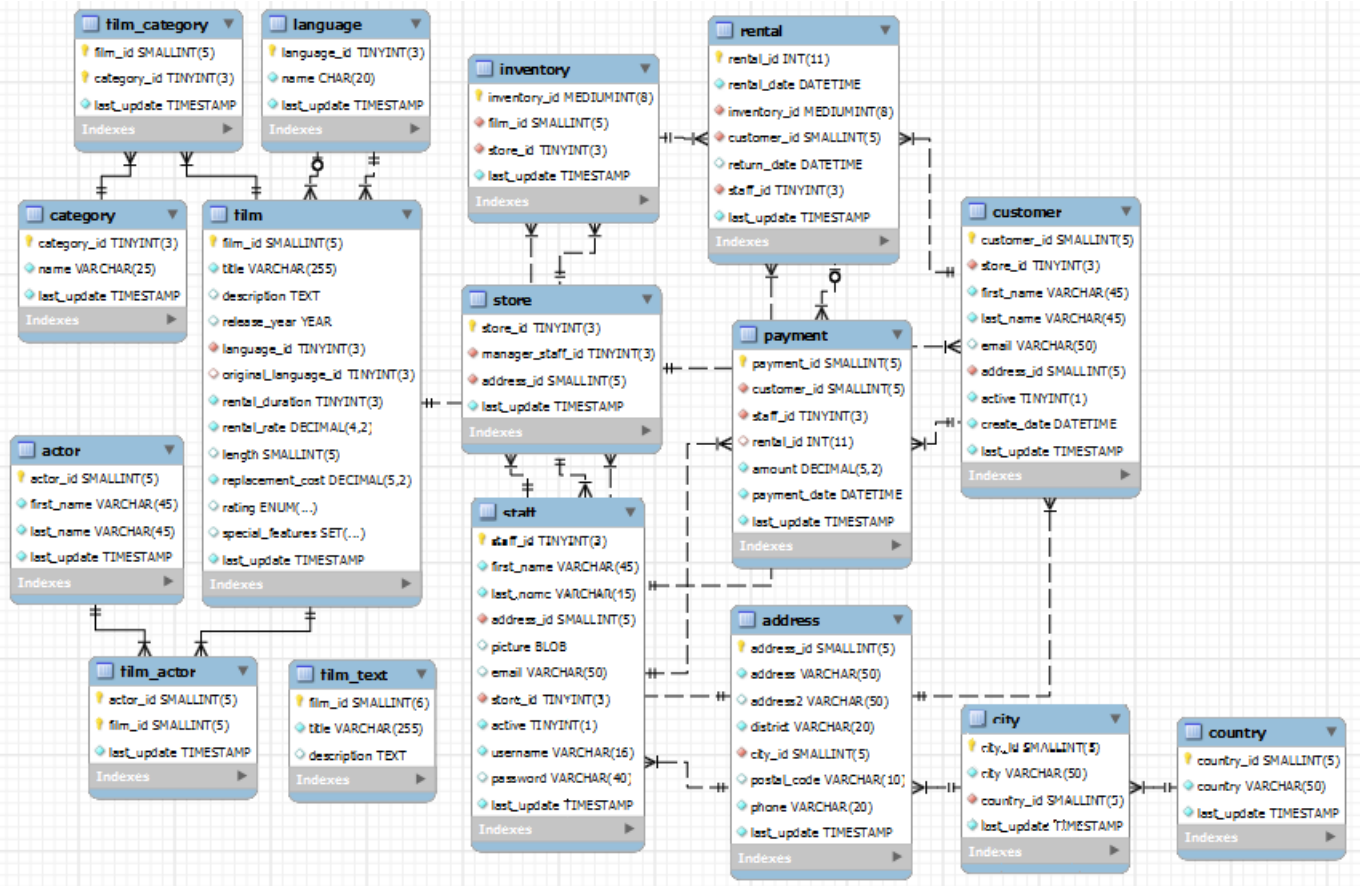 film_category
film_id SMALLINT(5)
category_id TINYINT(3)
last_update TIMESTAMP
Indexes
language
language_id TINYINT(3)
name CHAR(20)
last_update TIMESTAMP
Indexes
inventory
inventory_id MEDIUMINT(8)
film_id SMALLINT(5)
store_id TINYINT(3)
last_update TIMESTAMP
Indexes
rental
rental_id INT(11)
rental_date DATETIME
inventory_id MEDIUMINT(8)
customer_id SMALLINT(5)
return_date DATETIME
staff_id TINYINT(3)
last_update TIMESTAMP
Indexes
category
category_id TINYINT(3)
name VARCHAR(25)
last_update TIMESTAMP
Indexes
film
film_id SMALLINT(5)
title VARCHAR(255)
description TEXT
release_year YEAR
language_id TINYINT(3)
original_language_id TINYINT(3)
rental_duration TINYINT(3)
rental_rate DECIMAL(4,2)
length SMALLINT(5)
replacement_cost DECIMAL(5,2)
rating ENUM(...)
special_features SET(...)
last_update TIMESTAMP
Indexes
store
store_id TINYINT(3)
manager_staff_id TINYINT(3)
address_id SMALLINT(5)
last_update TIMESTAMP
Indexes
payment
payment_id SMALLINT(5)
customer_id SMALLINT(5)
staff_id TINYINT(3)
rental_id INT(11)
amount DECIMAL(5,2)
payment_date DATETIME
last_update TIMESTAMP
Indexes
customer
customer_id SMALLINT(5)
store_id TINYINT(3)
first_name VARCHAR(45)
last_name VARCHAR(45)
email VARCHAR(50)
address_id SMALLINT(5)
active TINYINT(1)
create_date DATETIME
last_update TIMESTAMP
Indexes
actor
actor_id SMALLINT(5)
first_name VARCHAR(45)
last_name VARCHAR(45)
last_update TIMESTAMP
Indexes
staff
staff_id TINYINT(3)
first_name VARCHAR(45)
last_name VARCHAR(15)
address_id SMALLINT(5)
picture BLOB
email VARCHAR(50)
store_id TINYINT(3)
active TINYINT(1)
username VARCHAR(16)
password VARCHAR(40)
last_update TIMESTAMP
Indexes
address
address_id SMALLINT(5)
address VARCHAR(50)
address2 VARCHAR(50)
district VARCHAR(20)
city_id SMALLINT(5)
postal_code VARCHAR(10)
phone VARCHAR(20)
last_update TIMESTAMP
Indexes
film_actor
actor_id SMALLINT(5)
film_id SMALLINT(5)
last_update TIMESTAMP
Indexes
film_text
film_id SMALLINT(6)
title VARCHAR(255)
description TEXT
Indexes
city
city_id SMALLINT(5)
city VARCHAR(50)
country_id SMALLINT(5)
last_update TIMESTAMP
Indexes
country
country_id SMALLINT(5)
country VARCHAR(50)
last_update TIMESTAMP
Indexes